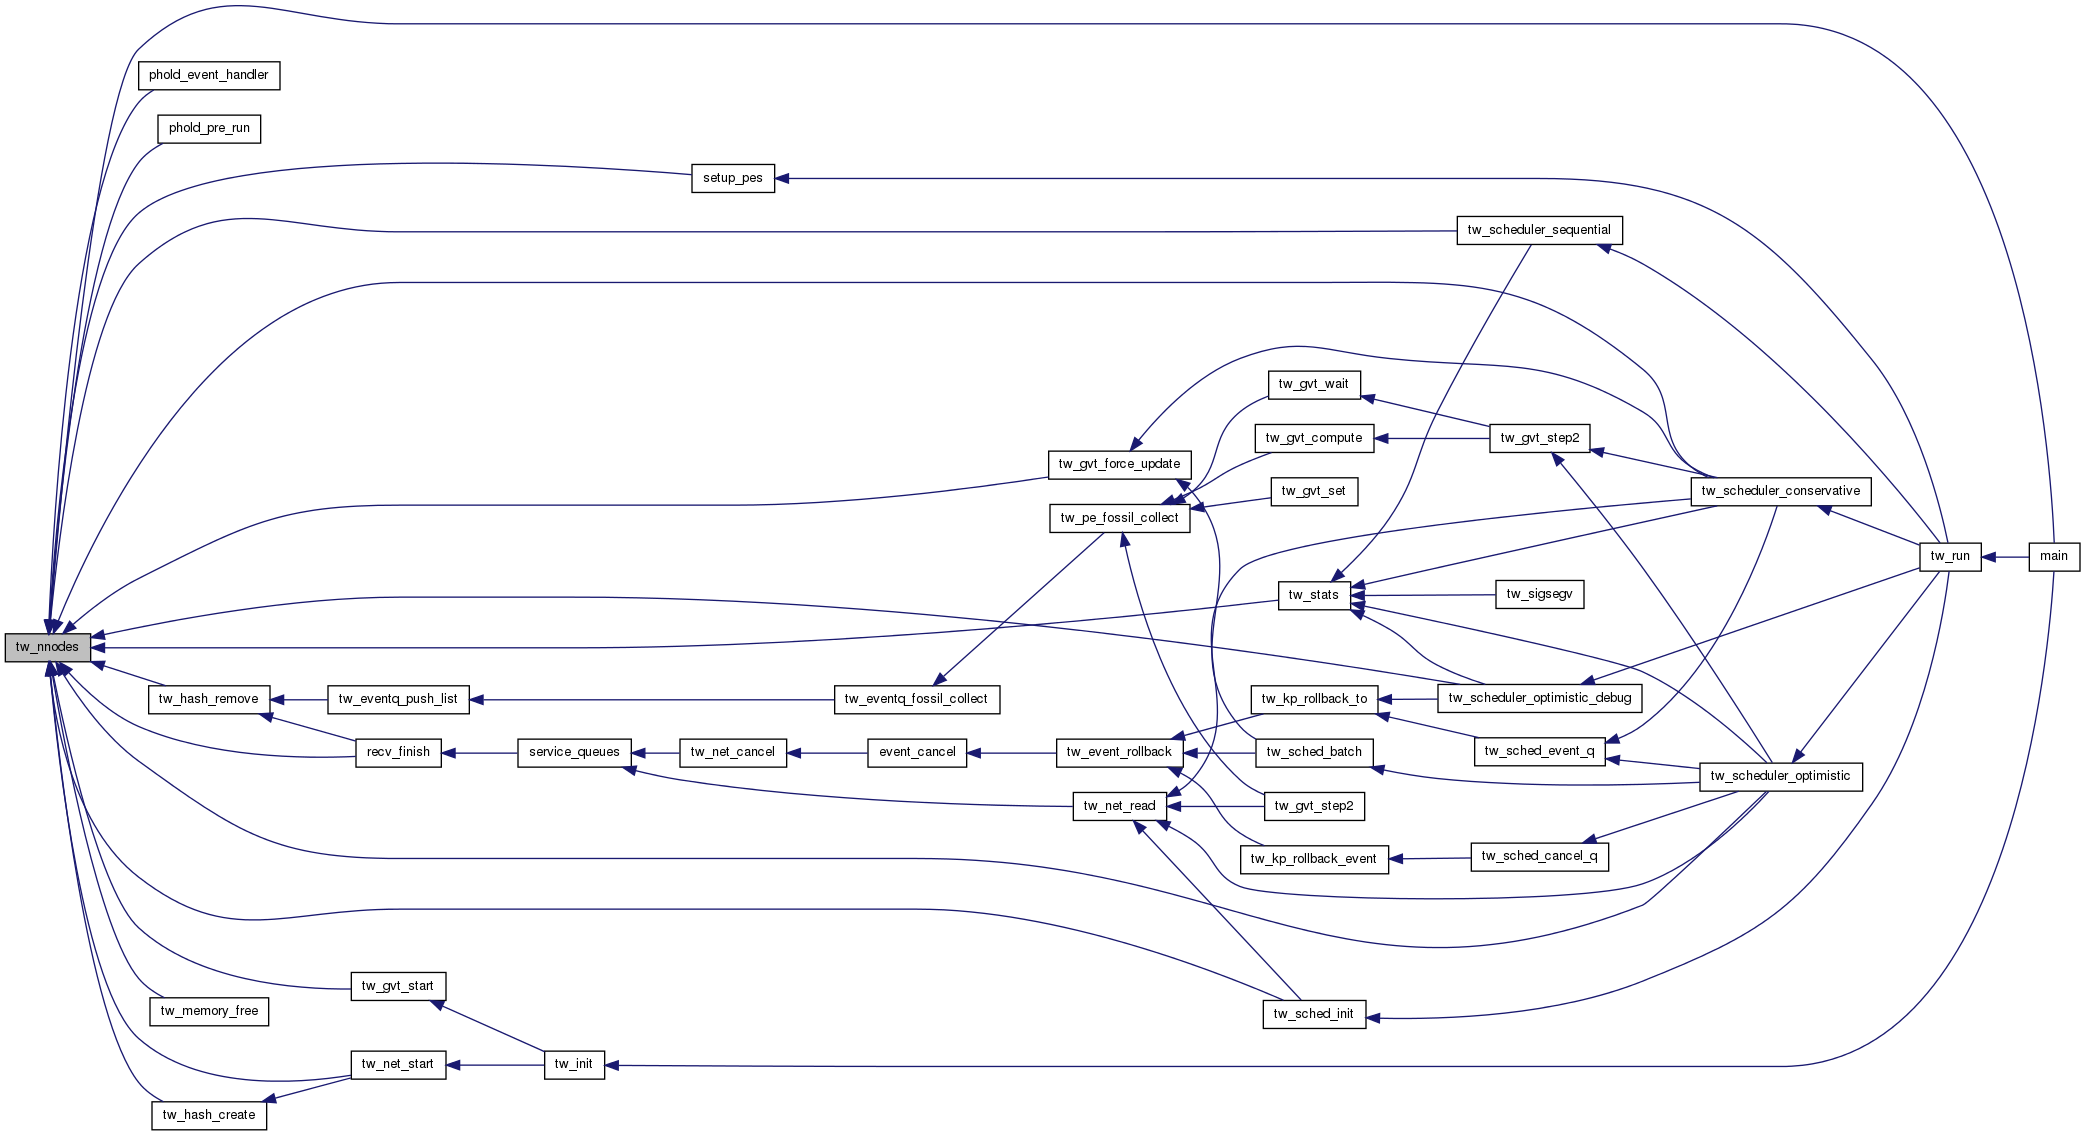 phold_event_handler
phold_pre_run
setup_pes
tw_scheduler_sequential
tw_gvt_wait
tw_gvt_compute
tw_gvt_step2
tw_gvt_force_update
tw_gvt_set
tw_scheduler_conservative
tw_pe_fossil_collect
tw_run
main
tw_stats
tw_sigsegv
tw_nnodes
tw_hash_remove
tw_eventq_push_list
tw_eventq_fossil_collect
tw_kp_rollback_to
tw_scheduler_optimistic_debug
recv_finish
service_queues
tw_net_cancel
event_cancel
tw_event_rollback
tw_sched_batch
tw_sched_event_q
tw_scheduler_optimistic
tw_net_read
tw_gvt_step2
tw_kp_rollback_event
tw_sched_cancel_q
tw_gvt_start
tw_memory_free
tw_sched_init
tw_net_start
tw_init
tw_hash_create